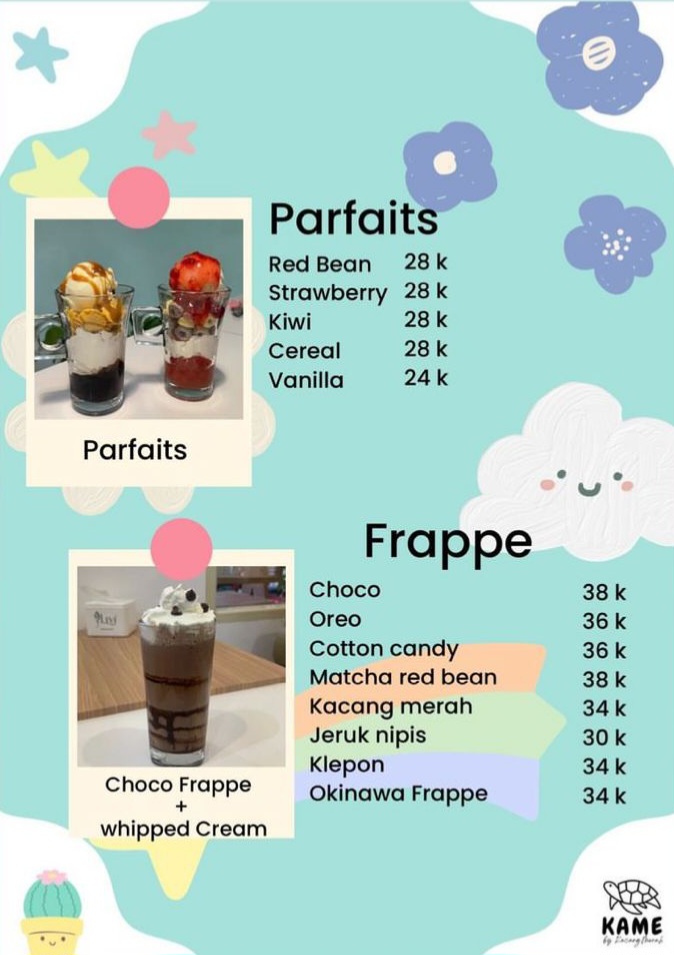 Parfaits
Red Bean 28 k
Strawberry 28 k
Kiwi 28 k
Cereal 28 k
Vanilla 24 k
Parfaits
Frappe
Choco 38 k
Oreo 36 k
Cotton candy 36 k
Matcha red bean 38 k
Kacang merah 34 k
Jeruk nipis 30 k
Klepon 34 k
Okinawa Frappe 34 k
Choco Frappe
+
whipped Cream
KAME
by Kacang Merah